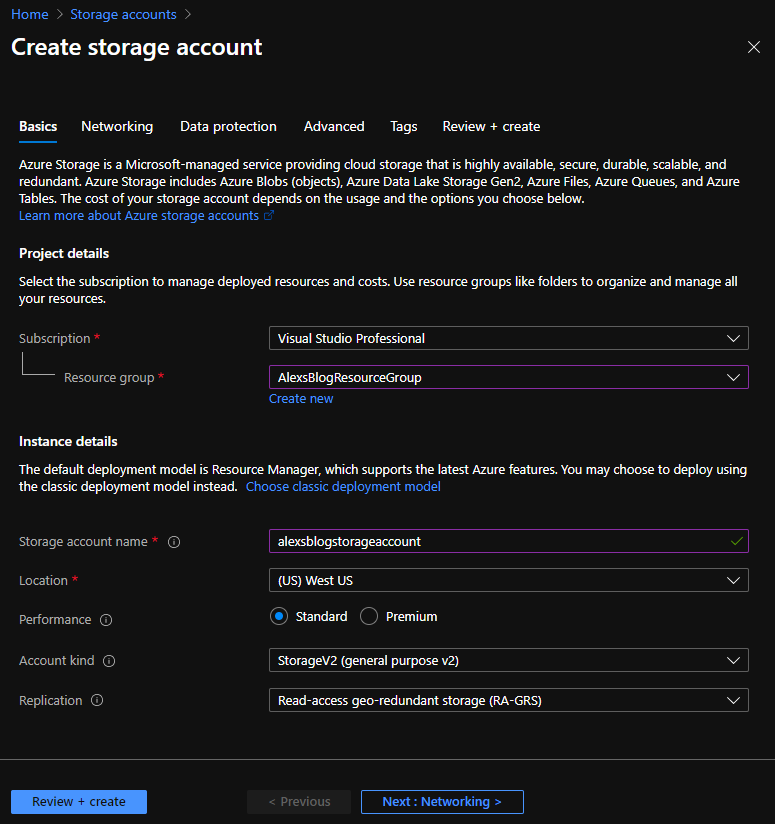 Home > Storage accounts >
Create storage account
Basics Networking Data protection Advanced Tags Review + create
Azure Storage is a Microsoft-managed service providing cloud storage that is highly available, secure, durable, scalable, and
redundant. Azure Storage includes Azure Blobs (objects), Azure Data Lake Storage Gen2, Azure Files, Azure Queues, and Azure
Tables. The cost of your storage account depends on the usage and the options you choose below.
Learn more about Azure storage accounts
Project details
Select the subscription to manage deployed resources and costs. Use resource groups like folders to organize and manage all
your resources.
Subscription * Visual Studio Professional
Resource group * AlexsBlogResourceGroup
Create new
Instance details
The default deployment model is Resource Manager, which supports the latest Azure features. You may choose to deploy using
the classic deployment model instead. Choose classic deployment model
Storage account name * alexsblogstorageaccount
Location * (US) West US
Performance Standard Premium
Account kind StorageV2 (general purpose v2)
Replication Read-access geo-redundant storage (RA-GRS)
Review + create < Previous Next : Networking >